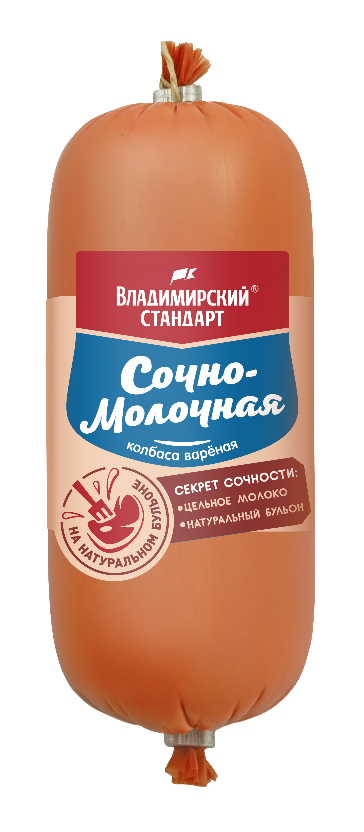 ВЛАДИМИРСКИЙ®
СТАНДАРТ
Сочно-
Молочная
колбаса варёная
СЕКРЕТ СОЧНОСТИ:
•ЦЕЛЬНОЕ МОЛОКО
•НАТУРАЛЬНЫЙ БУЛЬОН
НА НАТУРАЛЬНОМ БУЛЬОНЕ